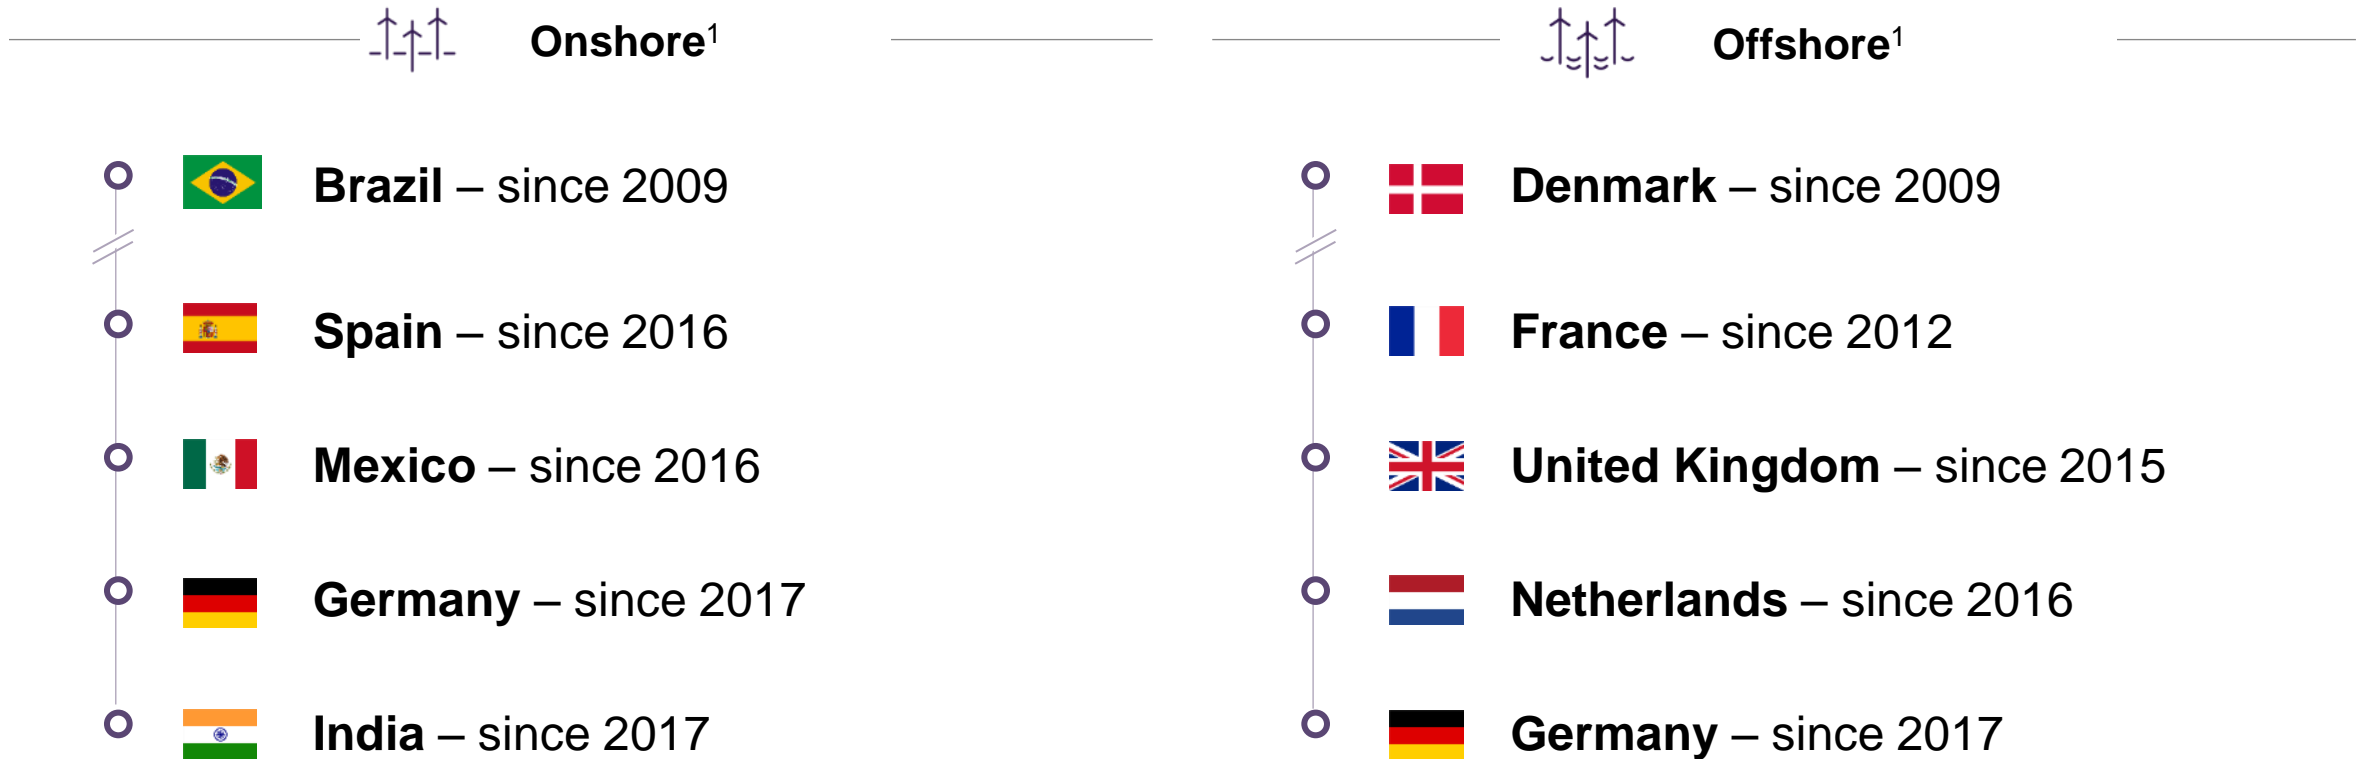 Onshore¹
Brazil – since 2009
Spain – since 2016
Mexico – since 2016
Germany – since 2017
India – since 2017
Offshore¹
Denmark – since 2009
France – since 2012
United Kingdom – since 2015
Netherlands – since 2016
Germany – since 2017